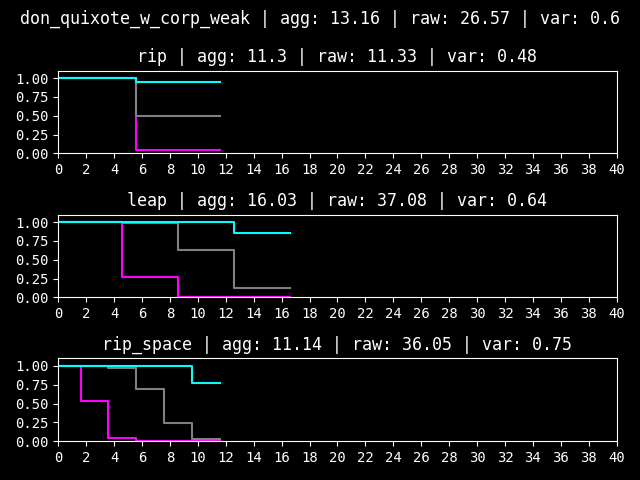 don_quixote_w_corp_weak | agg: 13.16 | raw: 26.57 | var: 0.6
rip | agg: 11.3 | raw: 11.33 | var: 0.48
1.00
0.75
0.50
0.25
0.00
0 2 4 6 8 10 12 14 16 18 20 22 24 26 28 30 32 34 36 38 40
leap | agg: 16.03 | raw: 37.08 | var: 0.64
1.00
0.75
0.50
0.25
0.00
0 2 4 6 8 10 12 14 16 18 20 22 24 26 28 30 32 34 36 38 40
rip_space | agg: 11.14 | raw: 36.05 | var: 0.75
1.00
0.75
0.50
0.25
0.00
0 2 4 6 8 10 12 14 16 18 20 22 24 26 28 30 32 34 36 38 40